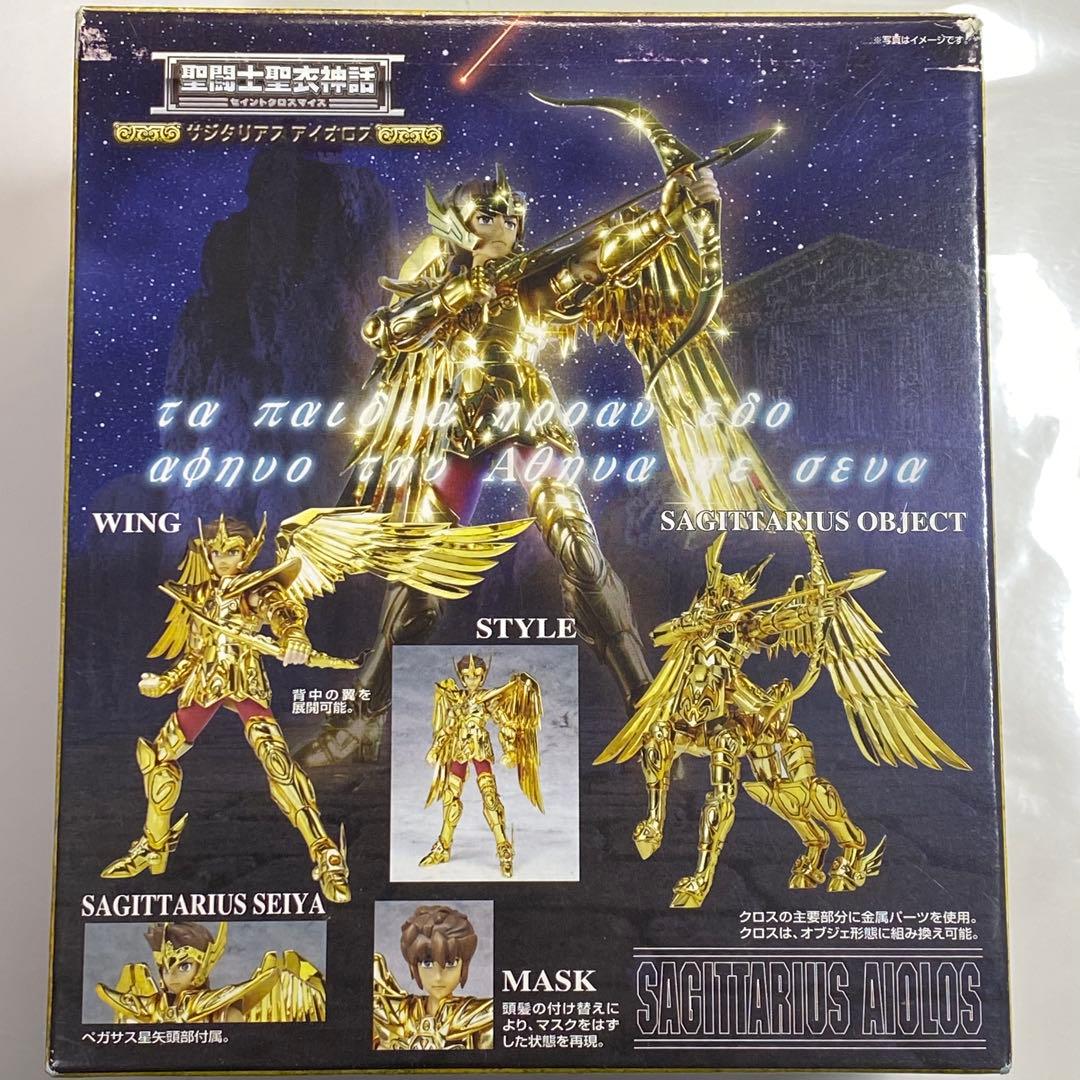 ※写真はイメージです。
聖闘士聖衣神話
セイントクロスマイス
サジタリアス アイオロス
τα παιδια ηροαν εδο
αφηνο την Αθηνα σε σενα
WING
SAGITTARIUS OBJECT
背中の翼を
展開可能。
STYLE
SAGITTARIUS SEIYA
ペガサス星矢頭部付属。
MASK
頭髪の付け替えに
より、マスクをはず
した状態を再現。
クロスの主要部分に金属パーツを使用。
クロスは、オブジェ形態に組み換え可能。
SAGITTARIUS AIOLOS